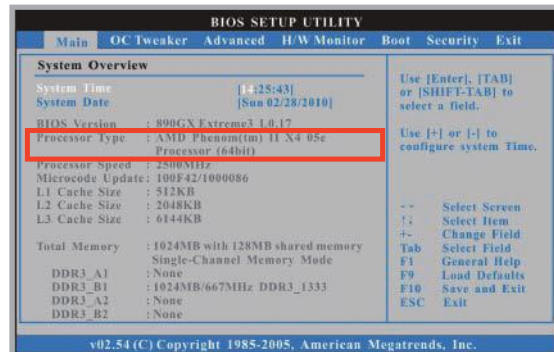 BIOS SETUP UTILITY
Main OC Tweaker Advanced H/W Monitor Boot Security Exit
System Overview
System Time [14:25:43]
System Date [Sun 02/28/2010]
BIOS Version : 890GX Extreme3 L0.17
Processor Type : AMD Phenom(tm) II X4 05e
Processor (64bit)
Processor Speed : 2500MHz
Microcode Update : 100F42/1000086
L1 Cache Size : 512KB
L2 Cache Size : 2048KB
L3 Cache Size : 6144KB
Total Memory : 1024MB with 128MB shared memory
Single-Channel Memory Mode
DDR3_A1 : None
DDR3_B1 : 1024MB/667MHz DDR3_1333
DDR3_A2 : None
DDR3_B2 : None
Use [Enter], [TAB]
or [SHIFT-TAB] to
select a field.
Use [+] or [-] to
configure system Time.
Select Screen
Select Item
+- Change Field
Tab Select Field
F1 General Help
F9 Load Defaults
F10 Save and Exit
ESC Exit
v02.54 (C) Copyright 1985-2005, American Megatrends, Inc.